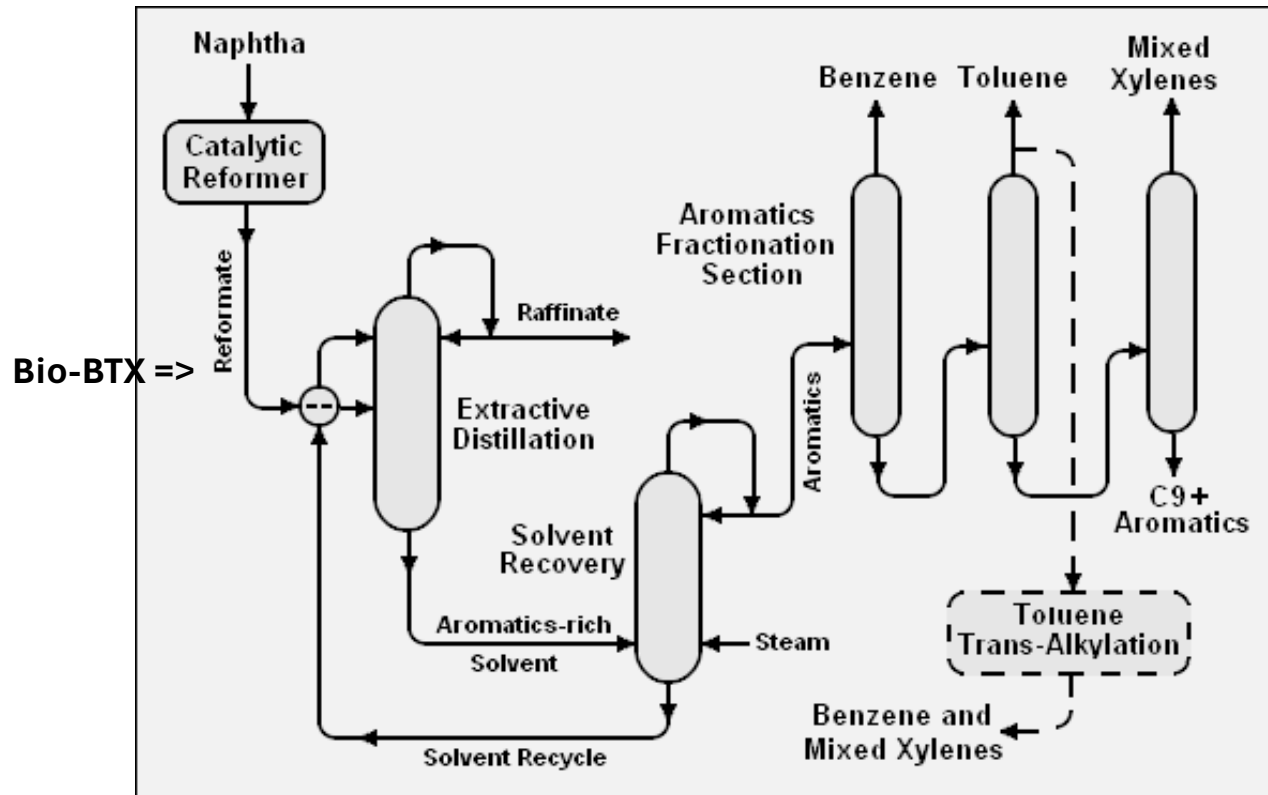 Naphtha
Catalytic
Reformer
Reformate
Bio-BTX =>
Raffinate
Extractive
Distillation
Solvent
Recovery
Aromatics-rich
Solvent
Steam
Solvent Recycle
Aromatics
Aromatics
Fractionation
Section
Benzene
Toluene
Mixed
Xylenes
C9+
Aromatics
Toluene
Trans-Alkylation
Benzene and
Mixed Xylenes